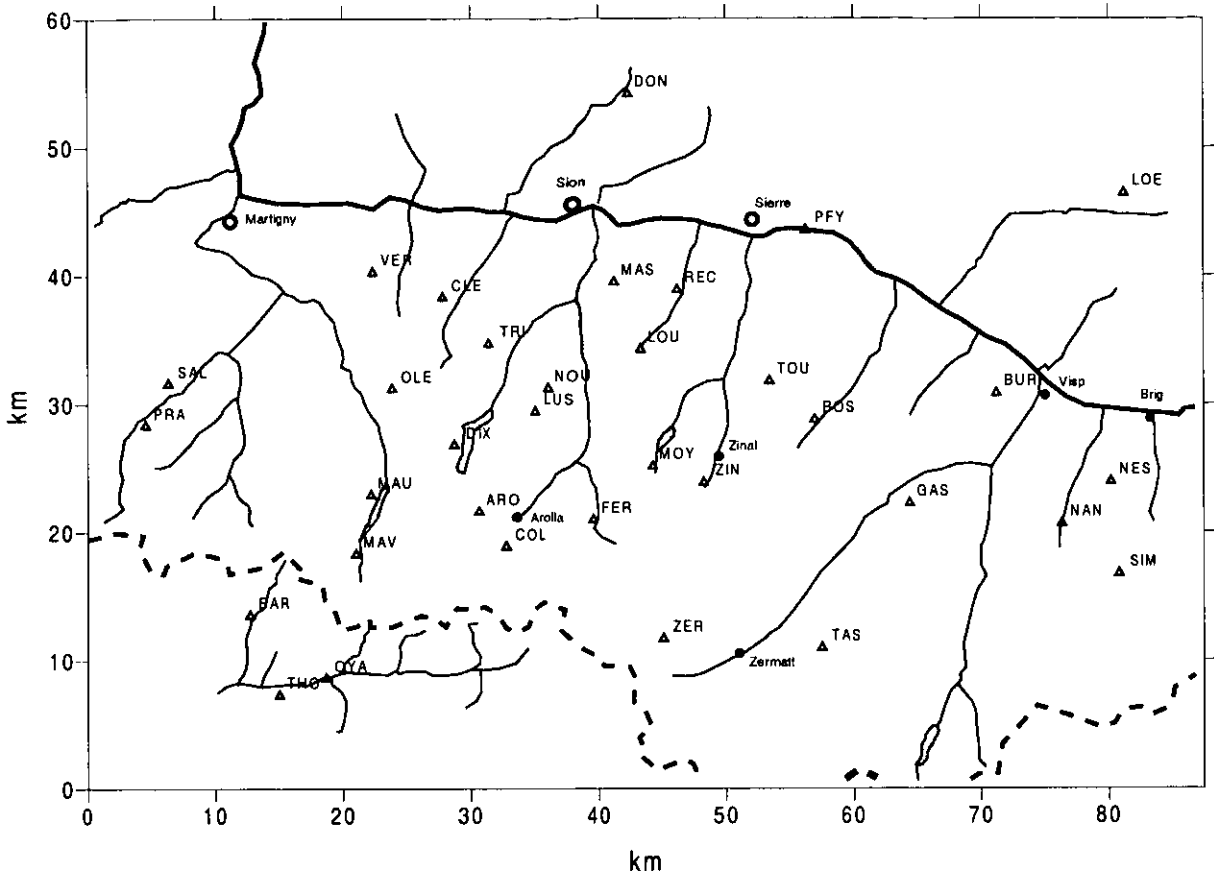 60
DON
50
LOE
Sion
Martigny
Sierre
PFY
40
VER
CLE
MAS
REC
TRI
LOU
SAL
OLE
NOU
TOU
BUR
Visp
30
PRA
LUS
BOS
Brig
DIX
MOY
Zinal
ZIN
NES
MAU
ARO
Arolla
FER
GAS
NAN
20
MAV
COL
SIM
BAR
ZER
TAS
10
OYA
Zermatt
THO
0
0 10 20 30 40 50 60 70 80
km
km